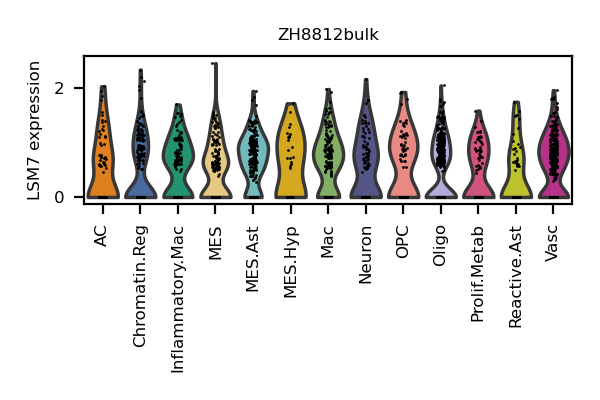 ZH8812bulk
LSM7 expression
2
0
AC
Chromatin.Reg
Inflammatory.Mac
MES
MES.Ast
MES.Hyp
Mac
Neuron
OPC
Oligo
Prolif.Metab
Reactive.Ast
Vasc